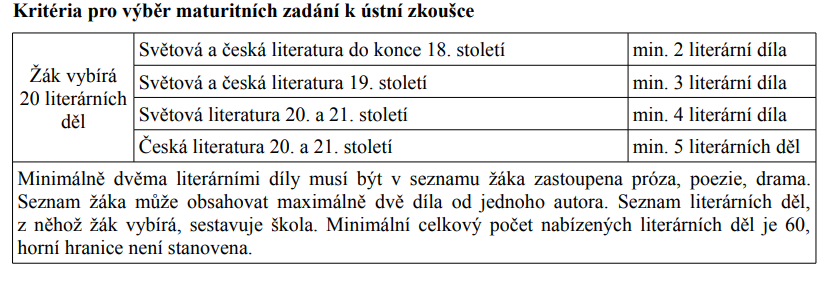 Kritéria pro výběr maturitních zadání k ústní zkoušce
Žák vybírá
20 literárních
děl
Světová a česká literatura do konce 18. století min. 2 literární díla
Světová a česká literatura 19. století min. 3 literární díla
Světová literatura 20. a 21. století min. 4 literární díla
Česká literatura 20. a 21. století min. 5 literárních děl
Minimálně dvěma literárními díly musí být v seznamu žáka zastoupena próza, poezie, drama.
Seznam žáka může obsahovat maximálně dvě díla od jednoho autora. Seznam literárních děl,
z něhož žák vybírá, sestavuje škola. Minimální celkový počet nabízených literárních děl je 60,
horní hranice není stanovena.